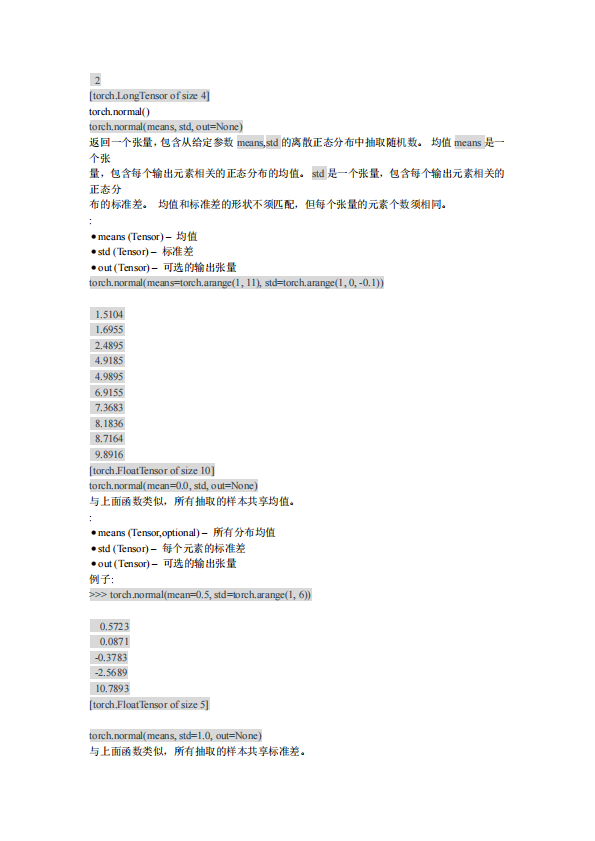 2
[torch.LongTensor of size 4]
torch.normal()
torch.normal(means, std, out=None)
返回一个张量,包含从给定参数 means,std 的离散正态分布中抽取随机数。 均值 means 是一
个张
量，包含每个输出元素相关的正态分布的均值。 std 是一个张量，包含每个输出元素相关的
正态分
布的标准差。 均值和标准差的形状不须匹配，但每个张量的元素个数须相同。
:
●means (Tensor) – 均值
●std (Tensor) – 标准差
●out (Tensor) – 可选的输出张量
torch.normal(means=torch.arange(1, 11), std=torch.arange(1, 0, -0.1))
1.5104
1.6955
2.4895
4.9185
4.9895
6.9155
7.3683
8.1836
8.7164
9.8916
[torch.FloatTensor of size 10]
torch.normal(mean=0.0, std, out=None)
与上面函数类似，所有抽取的样本共享均值。
:
●means (Tensor,optional) – 所有分布均值
●std (Tensor) – 每个元素的标准差
●out (Tensor) – 可选的输出张量
例子:
>>> torch.normal(mean=0.5, std=torch.arange(1, 6))
0.5723
0.0871
-0.3783
-2.5689
10.7893
[torch.FloatTensor of size 5]
torch.normal(means, std=1.0, out=None)
与上面函数类似，所有抽取的样本共享标准差。